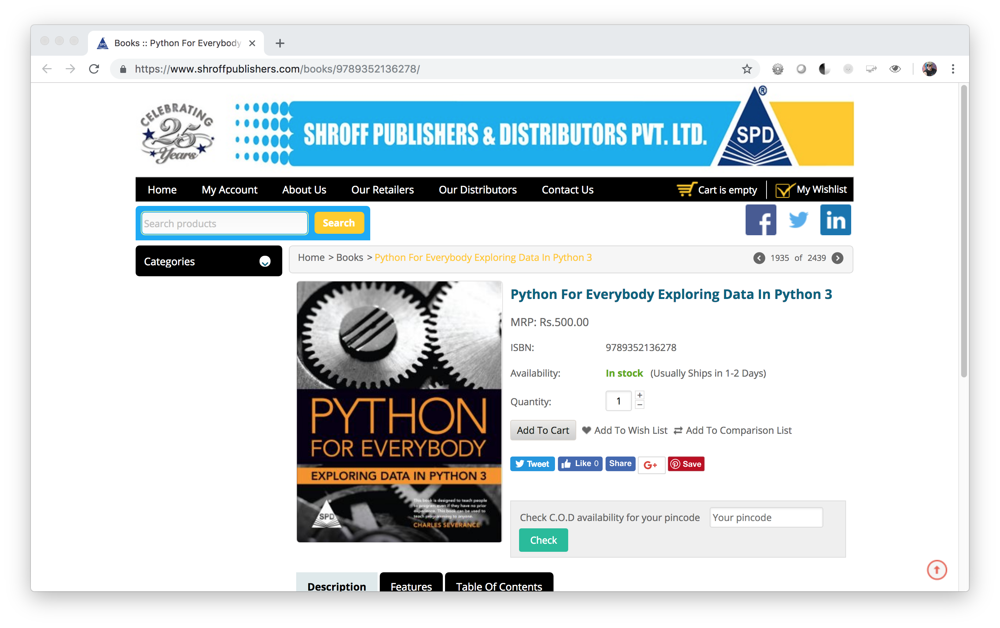 SPD Books :: Python For Everybody
https://www.shroffpublishers.com/books/9789352136278/
CELEBRATING
25
Years
SHROFF PUBLISHERS & DISTRIBUTORS PVT. LTD.
SPD
®
Home My Account About Us Our Retailers Our Distributors Contact Us Cart is empty My Wishlist
Search products Search
f in
Categories
Home > Books > Python For Everybody Exploring Data In Python 3 1935 of 2439
PYTHON
FOR EVERYBODY
EXPLORING DATA IN PYTHON 3
This book is designed to teach people
to program even if they have no prior
experience. This book can be used to
teach programming to anyone.
SPD
CHARLES SEVERANCE
Python For Everybody Exploring Data In Python 3
MRP: Rs.500.00
ISBN: 9789352136278
Availability: In stock (Usually Ships in 1-2 Days)
Quantity: 1 + −
Add To Cart Add To Wish List Add To Comparison List
Tweet Like 0 Share G+ Save
Check C.O.D availability for your pincode Your pincode
Check
Description Features Table Of Contents